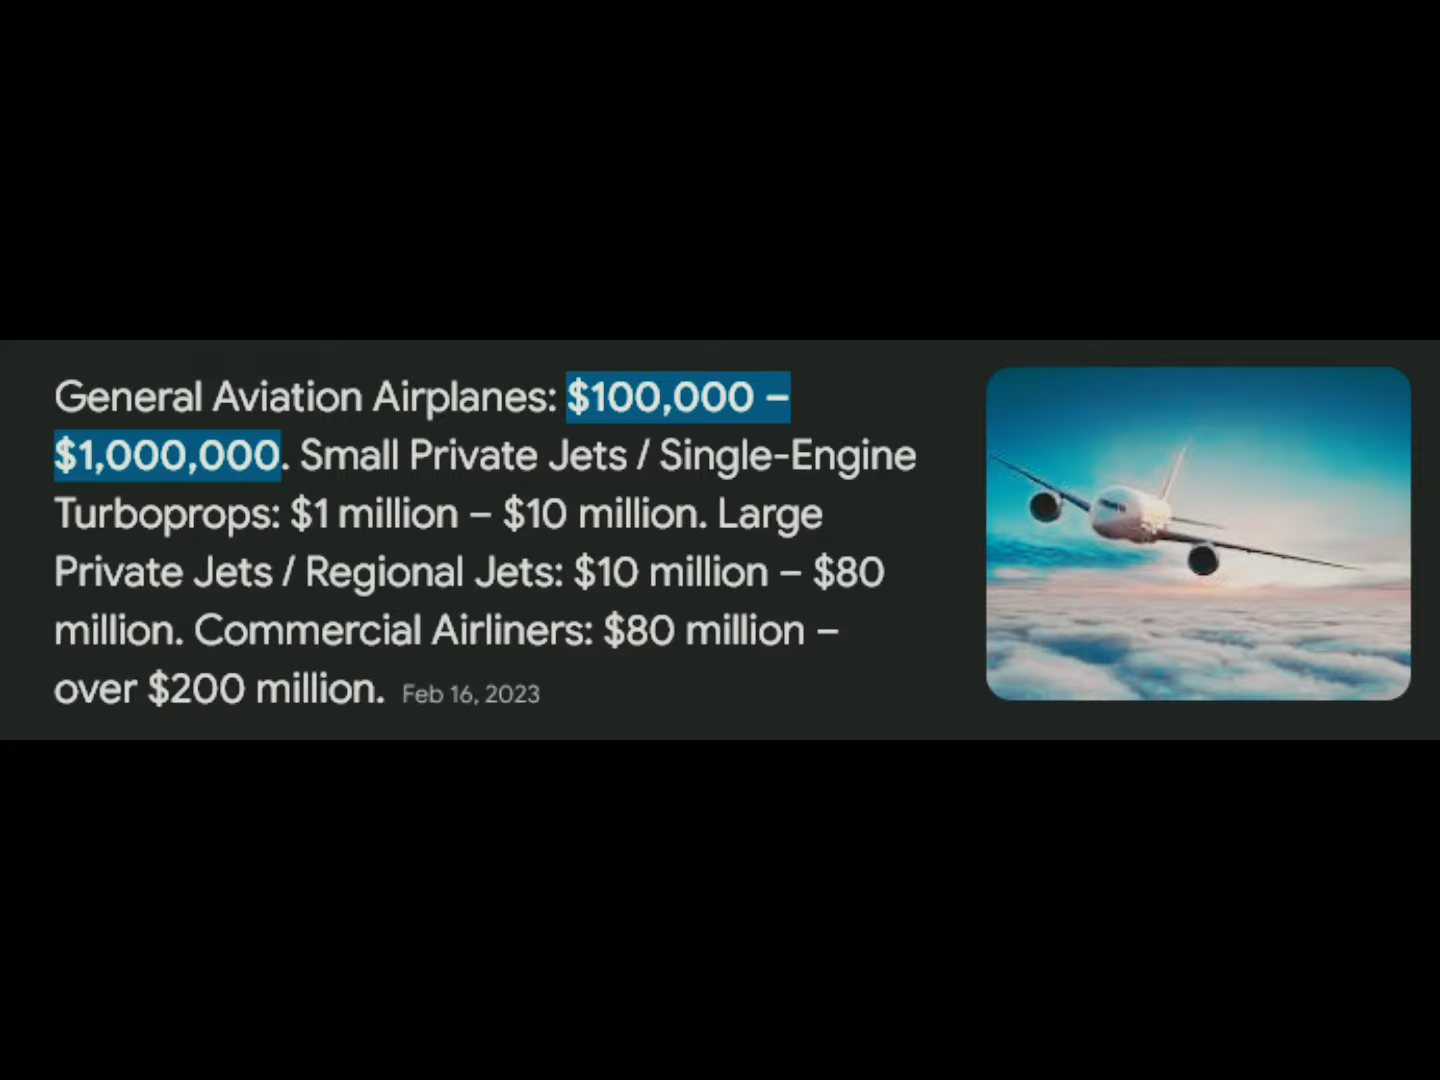 General Aviation Airplanes: $100,000 –
$1,000,000. Small Private Jets / Single-Engine
Turboprops: $1 million – $10 million. Large
Private Jets / Regional Jets: $10 million – $80
million. Commercial Airliners: $80 million –
over $200 million. Feb 16, 2023